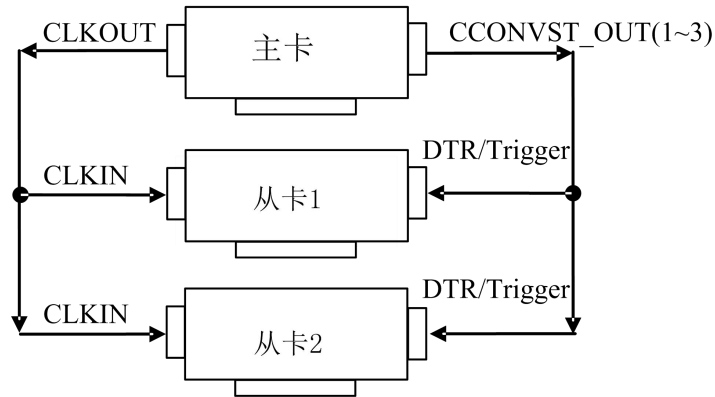 CLKOUT
主卡
CCONVST_OUT(1~3)
CLKIN
从卡1
DTR/Trigger
CLKIN
从卡2
DTR/Trigger